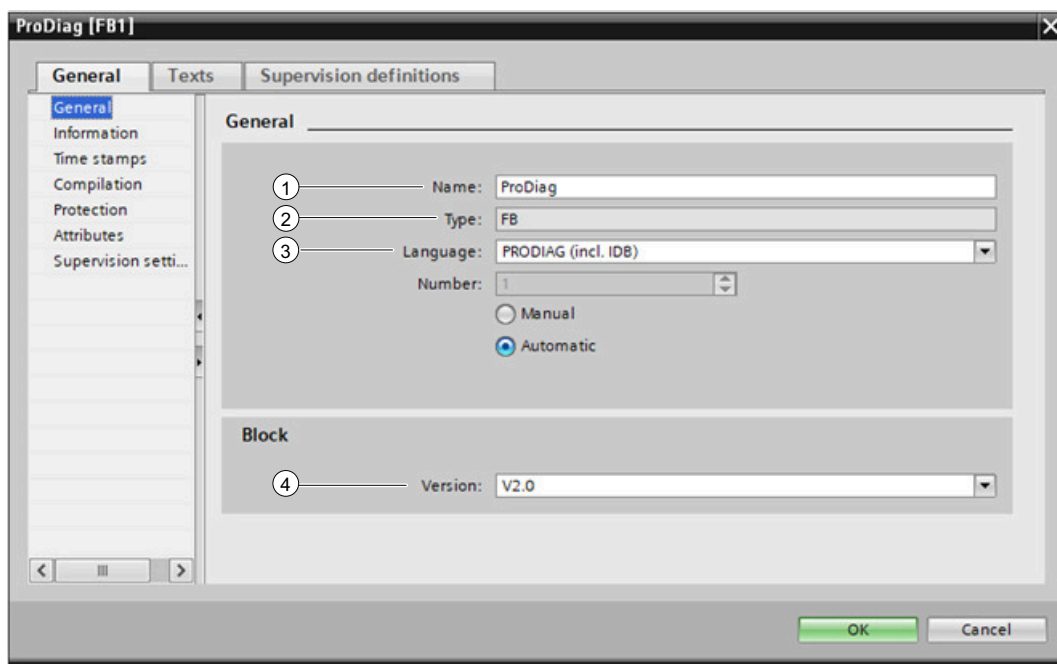 ProDiag [FB1]
General Texts Supervision definitions
General
Information
Time stamps
Compilation
Protection
Attributes
Supervision setti...
General
1 Name: ProDiag
2 Type: FB
3 Language: PRODIAG (incl. IDB)
Number: 1
Manual
Automatic
Block
4 Version: V2.0
OK Cancel